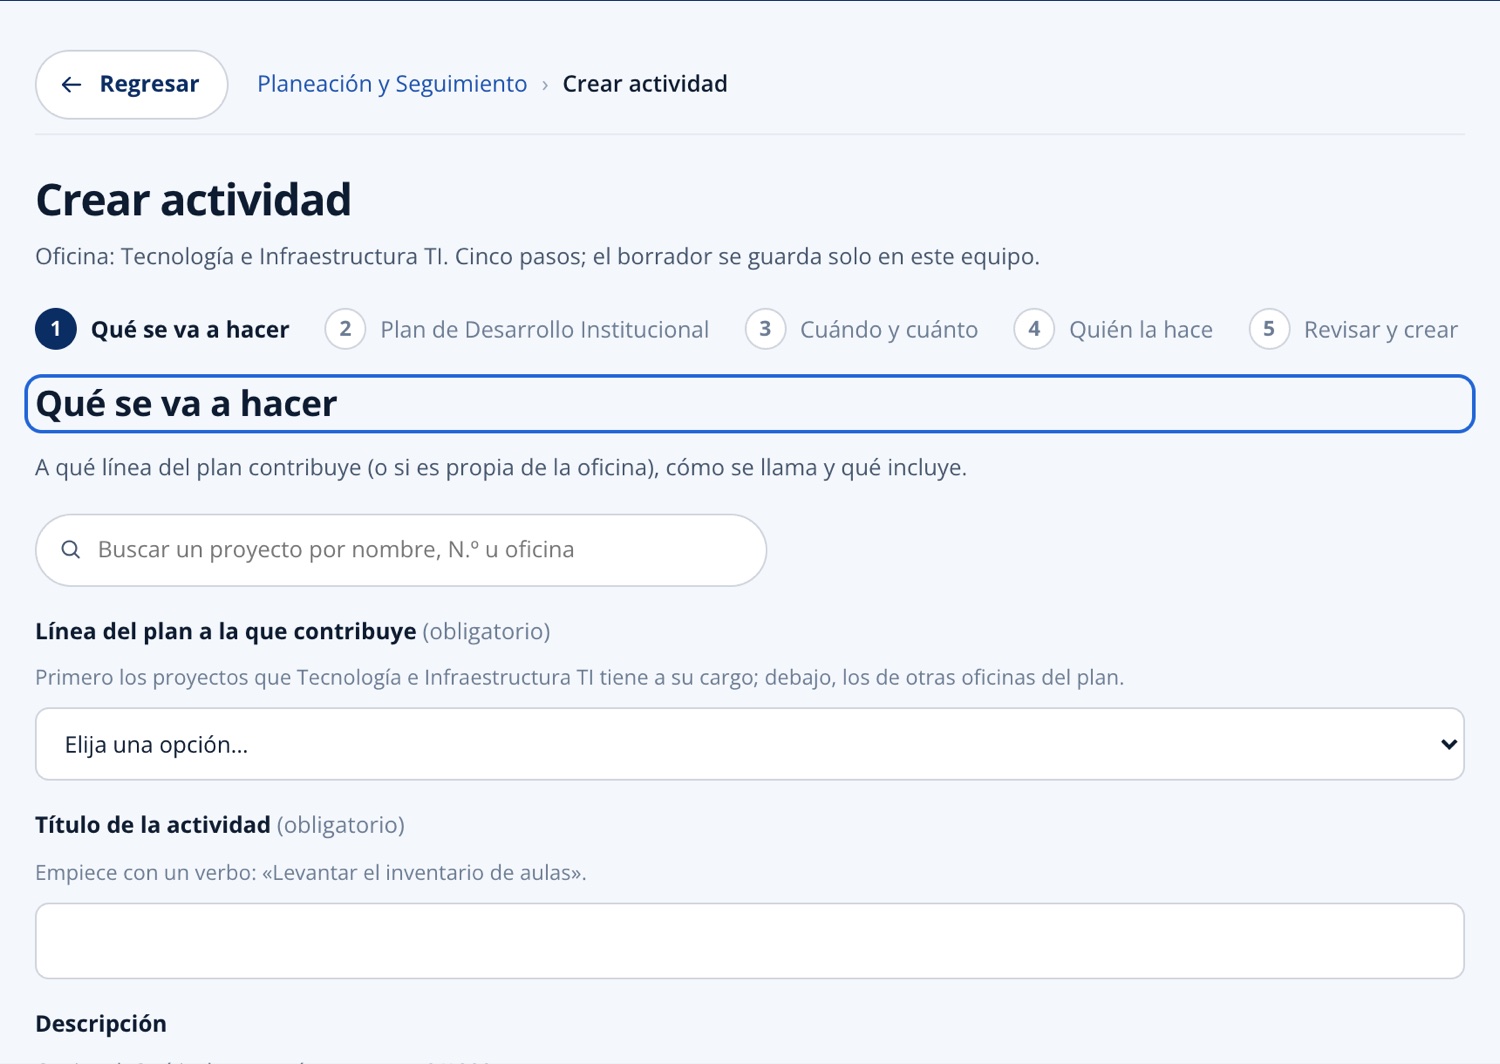 Regresar
Planeación y Seguimiento › Crear actividad
Crear actividad
Oficina: Tecnología e Infraestructura TI. Cinco pasos; el borrador se guarda solo en este equipo.
1 Qué se va a hacer 2 Plan de Desarrollo Institucional 3 Cuándo y cuánto 4 Quién la hace 5 Revisar y crear
Qué se va a hacer
A qué línea del plan contribuye (o si es propia de la oficina), cómo se llama y qué incluye.
Buscar un proyecto por nombre, N.º u oficina
Línea del plan a la que contribuye (obligatorio)
Primero los proyectos que Tecnología e Infraestructura TI tiene a su cargo; debajo, los de otras oficinas del plan.
Elija una opción...
Título de la actividad (obligatorio)
Empiece con un verbo: «Levantar el inventario de aulas».
Descripción